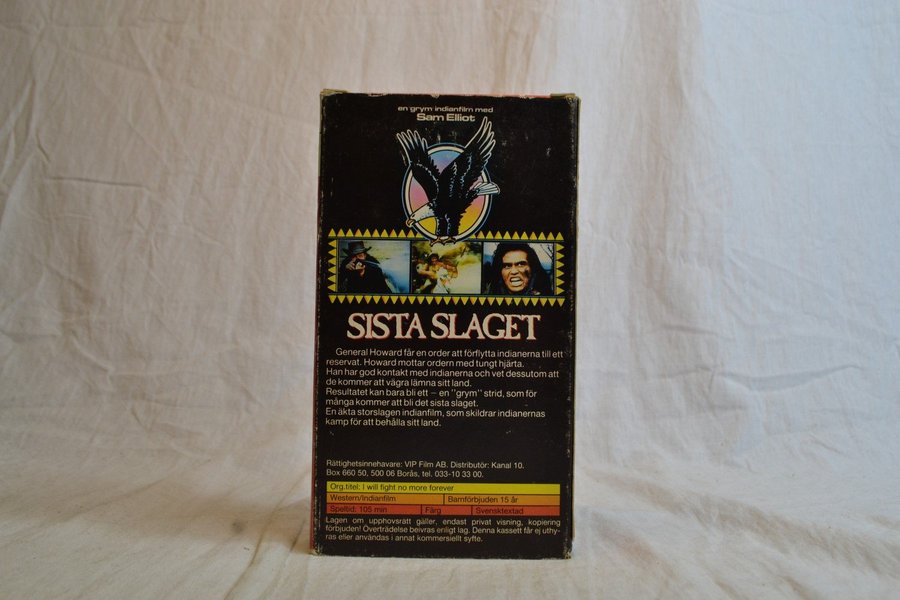 en grym indianfilm med
Sam Elliot
SISTA SLAGET
General Howard får en order att förflytta indianerna till ett
reservat. Howard mottar ordern med tungt hjärta.
Han har god kontakt med indianerna och vet dessutom att
de kommer att vägra lämna sitt land.
Resultatet kan bara bli ett – en "grym" strid, som för
många kommer att bli det sista slaget.
En äkta storslagen indianfilm, som skildrar indianernas
kamp för att behålla sitt land.
Rättighetsinnehavare: VIP Film AB. Distributör: Kanal 10.
Box 660 50, 500 06 Borås, tel. 033-10 33 00.
Org.titel: I will fight no more forever
Western/Indianfilm Barnförbjuden 15 år
Speltid: 105 min Färg Svensktextad
Lagen om upphovsrätt gäller, endast privat visning, kopiering
förbjuden! Överträdelse beivras enligt lag. Denna kassett får ej uthy-
ras eller användas i annat kommersiellt syfte.